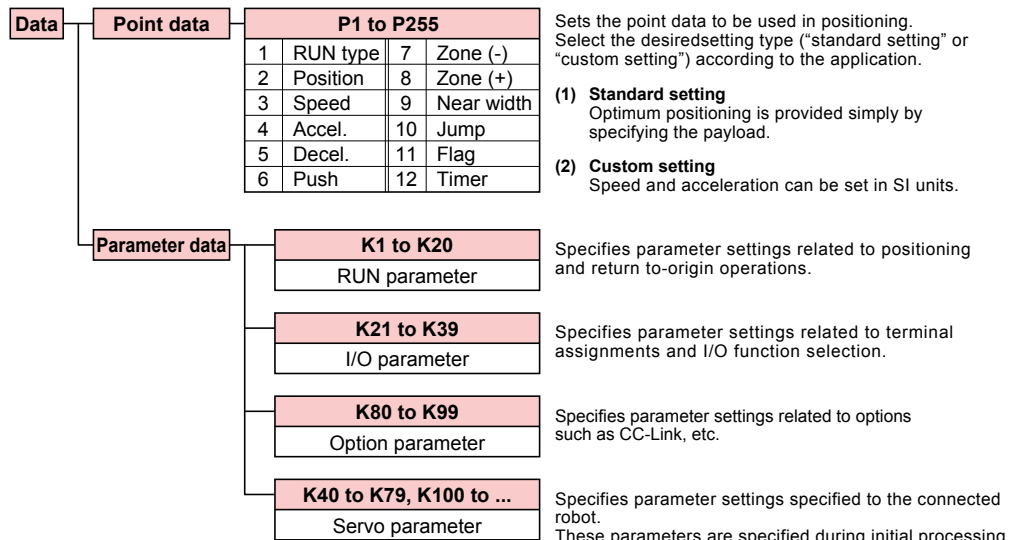 Data
Point data
P1 to P255
1 RUN type 7 Zone (-)
2 Position 8 Zone (+)
3 Speed 9 Near width
4 Accel. 10 Jump
5 Decel. 11 Flag
6 Push 12 Timer
Sets the point data to be used in positioning.
Select the desiredsetting type (“standard setting” or
“custom setting”) according to the application.
(1) Standard setting
Optimum positioning is provided simply by
specifying the payload.
(2) Custom setting
Speed and acceleration can be set in SI units.
Parameter data
K1 to K20
RUN parameter
Specifies parameter settings related to positioning
and return to-origin operations.
K21 to K39
I/O parameter
Specifies parameter settings related to terminal
assignments and I/O function selection.
K80 to K99
Option parameter
Specifies parameter settings related to options
such as CC-Link, etc.
K40 to K79, K100 to ...
Servo parameter
Specifies parameter settings specified to the connected
robot.
These parameters are specified during initial processing